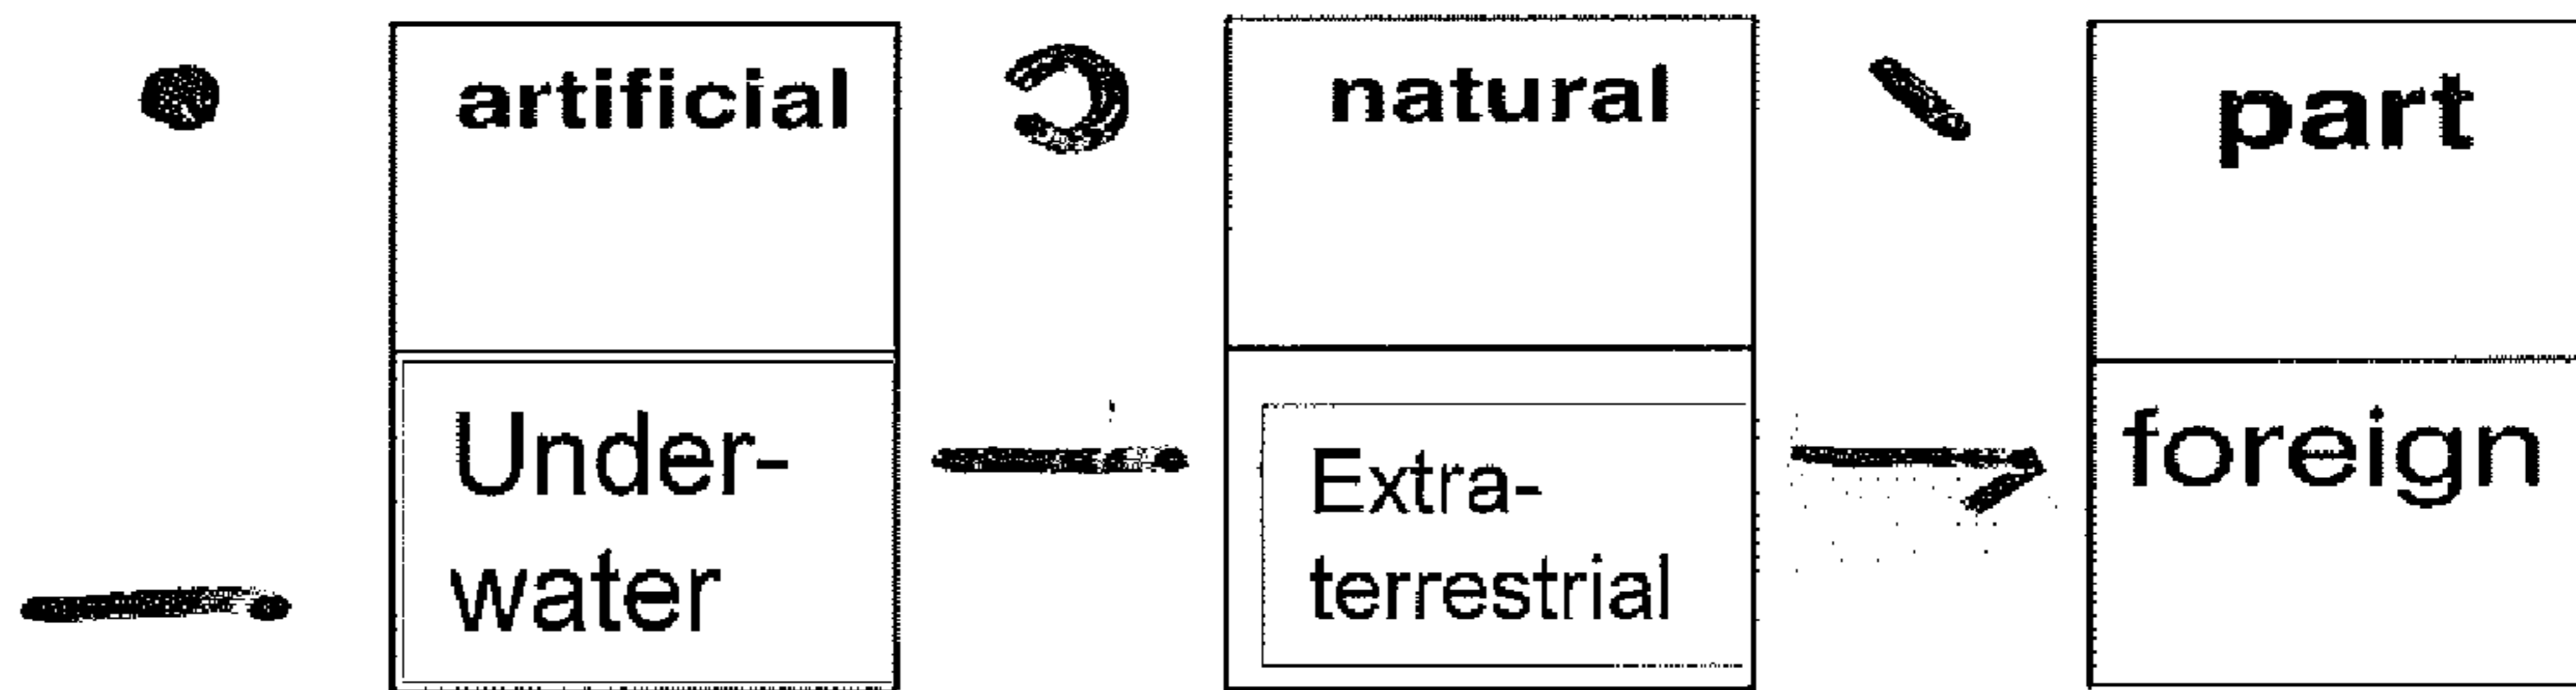 artificial
natural
part
Under-
water
Extra-
terrestrial
foreign